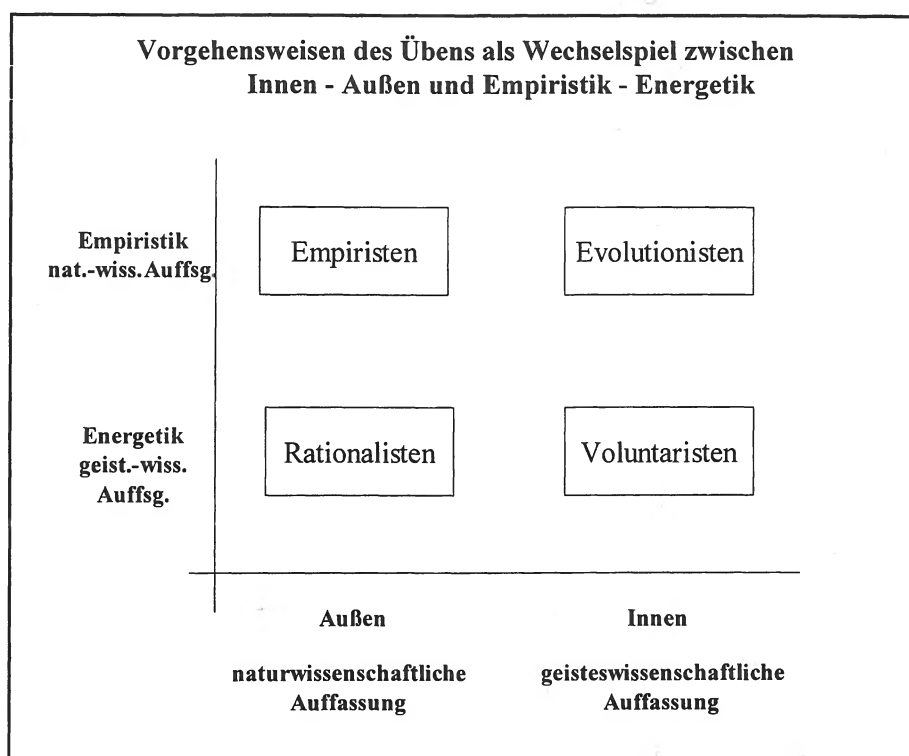 Vorgehensweisen des Übens als Wechselspiel zwischen
Innen - Außen und Empiristik - Energetik
Empiristik
nat.-wiss.Auffsg.
Empiristen
Evolutionisten
Energetik
geist.-wiss.
Auffsg.
Rationalisten
Voluntaristen
Außen
Innen
naturwissenschaftliche
Auffassung
geisteswissenschaftliche
Auffassung